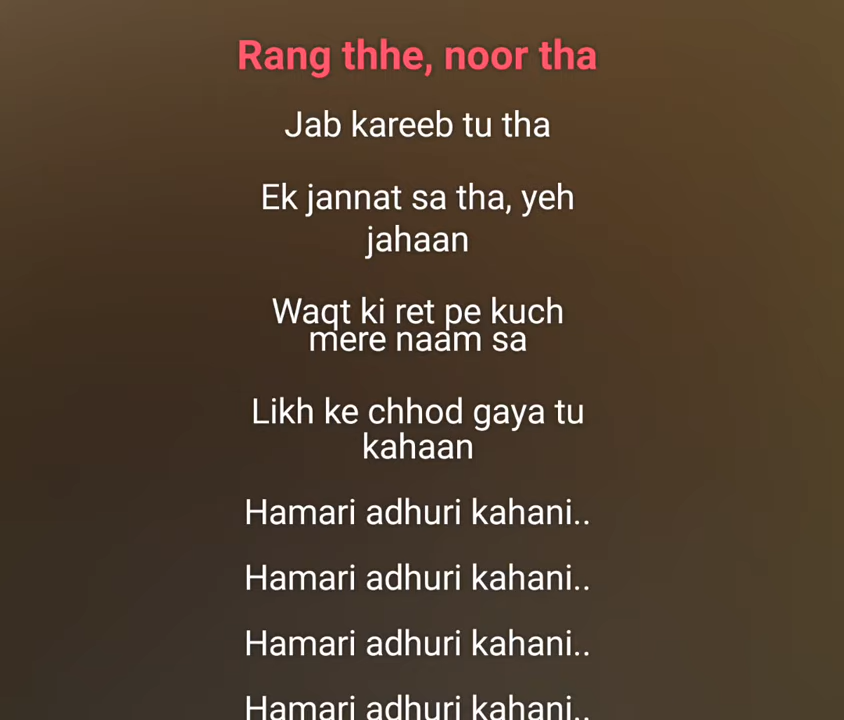 Rang thhe, noor tha
Jab kareeb tu tha
Ek jannat sa tha, yeh
jahaan
Waqt ki ret pe kuch
mere naam sa
Likh ke chhod gaya tu
kahaan
Hamari adhuri kahani..
Hamari adhuri kahani..
Hamari adhuri kahani..
Hamari adhuri kahani..